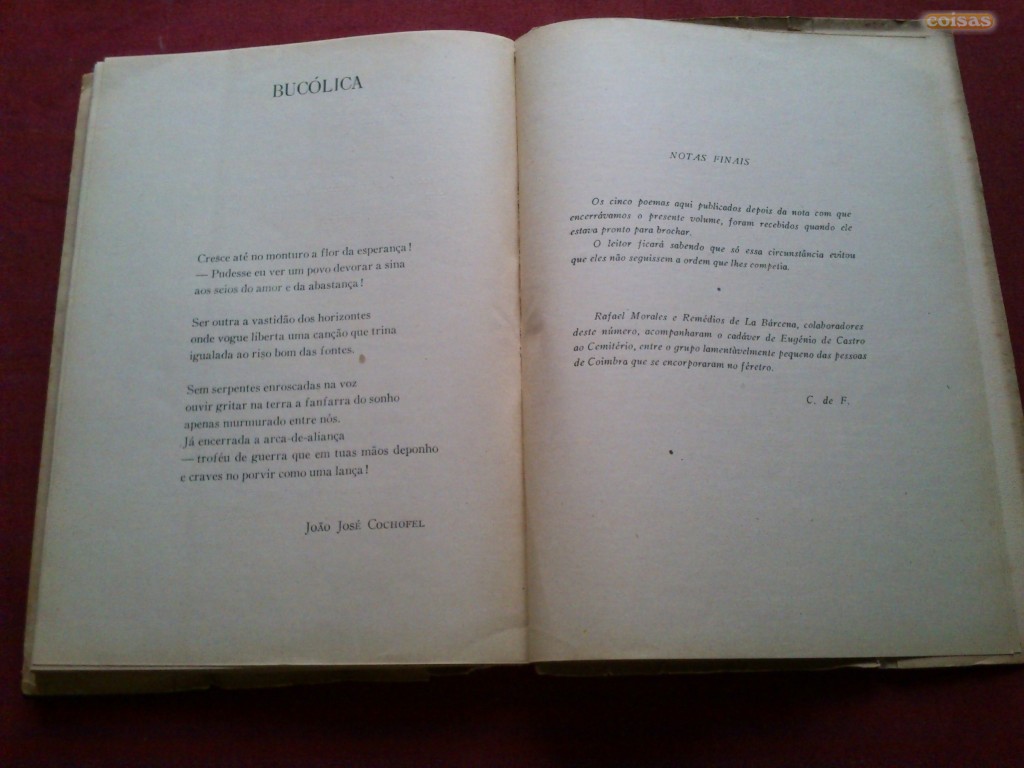 BUCÓLICA
Cresce até no monturo a flor da esperança!
— Pudesse eu ver um povo devorar a sina
aos seios do amor e da abastança!
Ser outra a vastidão dos horizontes
onde vogue liberta uma canção que trina
igualada ao riso bom das fontes.
Sem serpentes enroscadas na voz
ouvir gritar na terra a fanfarra do sonho
apenas murmurado entre nós.
Já encerrada a arca-de-aliança
— troféu de guerra que em tuas mãos deponho
e craves no porvir como uma lança!
JOÃO JOSÉ COCHOFEL
NOTAS FINAIS
Os cinco poemas aqui publicados depois da nota com que
encerrávamos o presente volume, foram recebidos quando ele
estava pronto para brochar.
O leitor ficará sabendo que só essa circunstância evitou
que eles não seguissem a ordem que lhes competia.
*
Rafael Morales e Remédios de La Bárcena, colaboradores
deste número, acompanharam o cadáver de Eugénio de Castro
ao Cemitério, entre o grupo lamentàvelmente pequeno das pessoas
de Coimbra que se encorporaram no féretro.
C. de F.
coisas